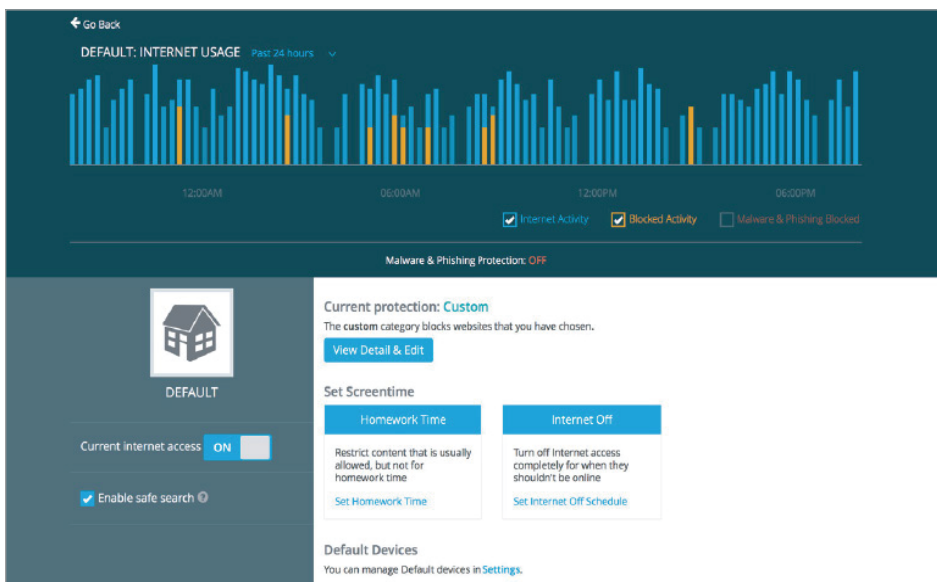 Go Back
DEFAULT: INTERNET USAGE Past 24 hours
12:00AM 06:00AM 12:00PM 06:00PM
Internet Activity Blocked Activity Malware & Phishing Blocked
Malware & Phishing Protection: OFF
DEFAULT
Current internet access ON
Enable safe search ?
Current protection: Custom
The custom category blocks websites that you have chosen.
View Detail & Edit
Set Screentime
Homework Time
Restrict content that is usually
allowed, but not for
homework time
Set Homework Time
Internet Off
Turn off Internet access
completely for when they
shouldn't be online
Set Internet Off Schedule
Default Devices
You can manage Default devices in Settings.